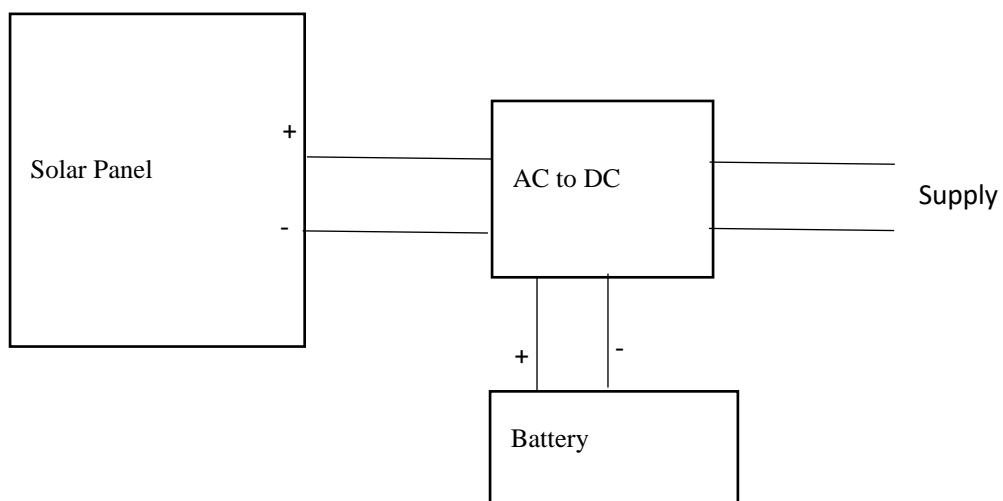 +
Solar Panel
AC to DC
Supply
-
+
-
Battery